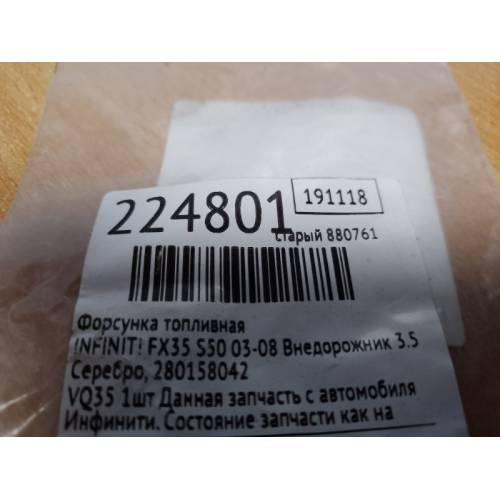 224801
191118
старый 880761
Форсунка топливная
INFINITI FX35 S50 03-08 Внедорожник 3.5
Серебро, 280158042
VQ35 1шт Данная запчасть с автомобиля
Инфинити. Состояние запчасти как на